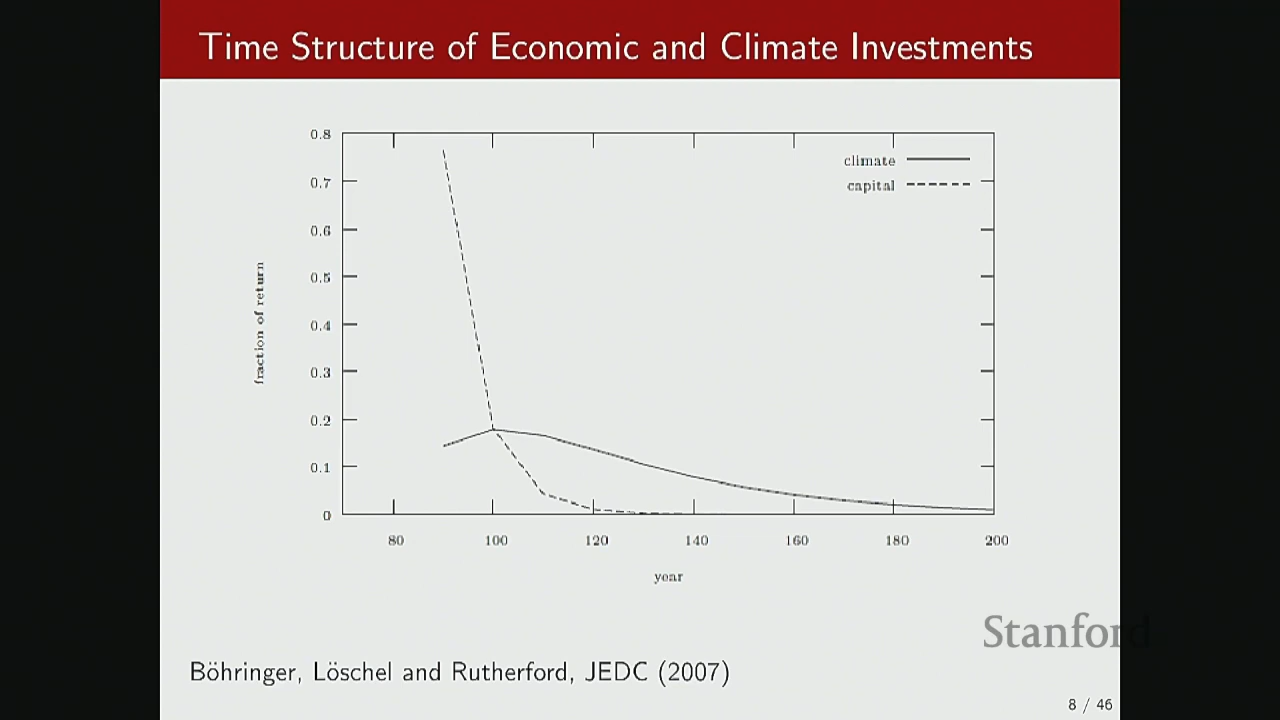 Time Structure of Economic and Climate Investments
0.8
0.7
0.6
0.5
0.4
0.3
0.2
0.1
0
climate
capital
fraction of return
80 100 120 140 160 180 200
year
Stanford
Böhringer, Löschel and Rutherford, JEDC (2007)
8 / 46